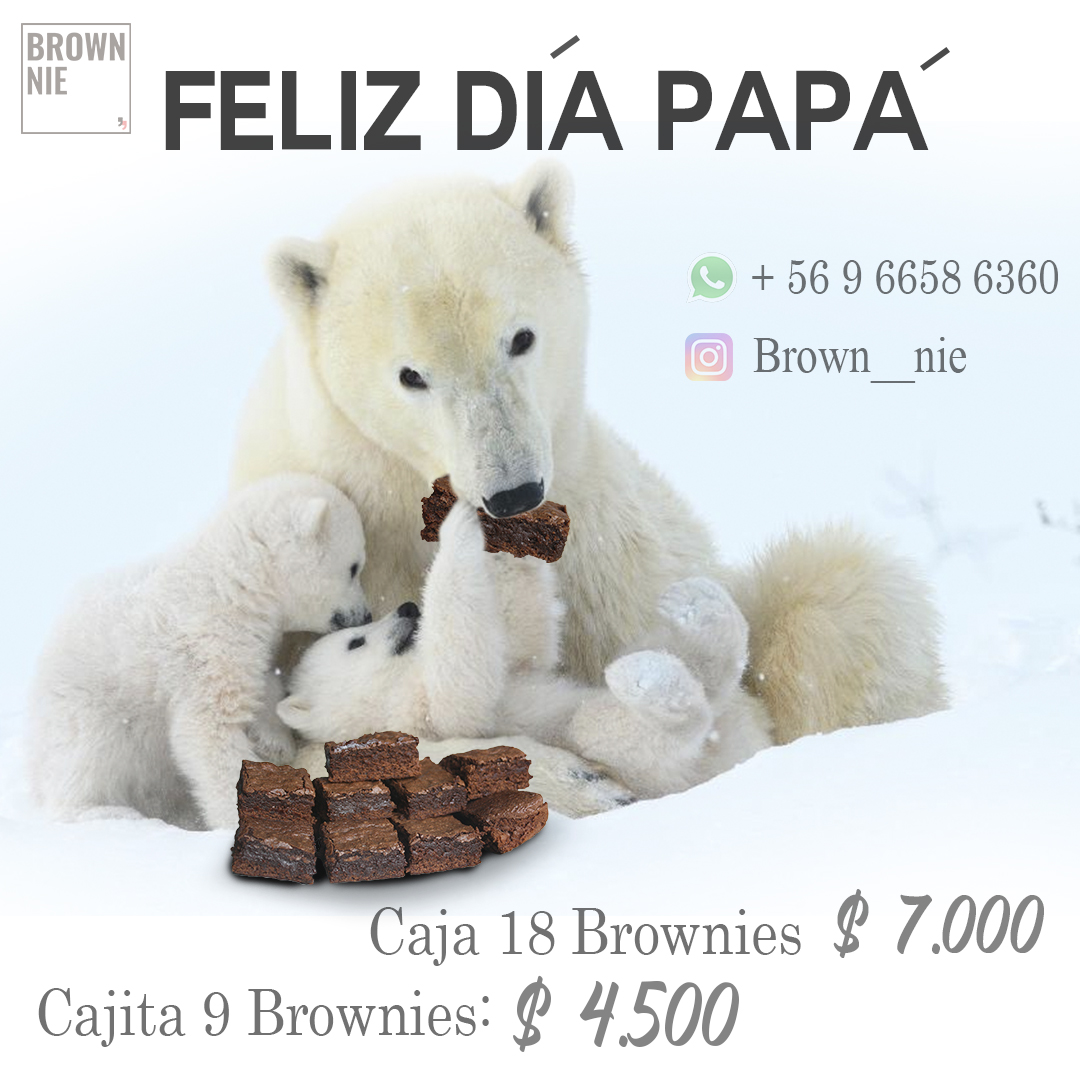 BROWN
NIE
FELIZ DÍA PAPÁ
+ 56 9 6658 6360
Brown__nie
Caja 18 Brownies $ 7.000
Cajita 9 Brownies: $ 4.500